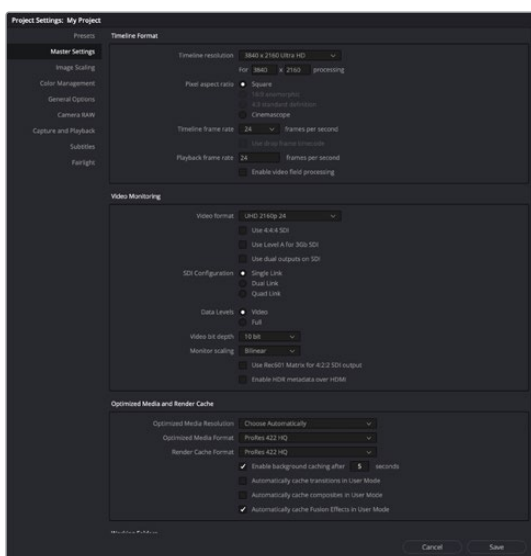 Project Settings: My Project
Presets
Master Settings
Image Scaling
Color Management
General Options
Camera RAW
Capture and Playback
Subtitles
Fairlight
Timeline Format
Timeline resolution 3840 x 2160 Ultra HD
For 3840 x 2160 processing
Pixel aspect ratio Square
16:9 anamorphic
4:3 standard definition
Cinemascope
Timeline frame rate 24 frames per second
Use drop frame timecode
Playback frame rate 24 frames per second
Enable video field processing
Video Monitoring
Video format UHD 2160p 24
Use 4:4:4 SDI
Use Level A for 3Gb SDI
Use dual outputs on SDI
SDI Configuration Single Link
Dual Link
Quad Link
Data Levels Video
Full
Video bit depth 10 bit
Monitor scaling Bilinear
Use Rec601 Matrix for 4:2:2 SDI output
Enable HDR metadata over HDMI
Optimized Media and Render Cache
Optimized Media Resolution Choose Automatically
Optimized Media Format ProRes 422 HQ
Render Cache Format ProRes 422 HQ
Enable background caching after 5 seconds
Automatically cache transitions in User Mode
Automatically cache composites in User Mode
Automatically cache Fusion Effects in User Mode
Working Folders
Cancel Save